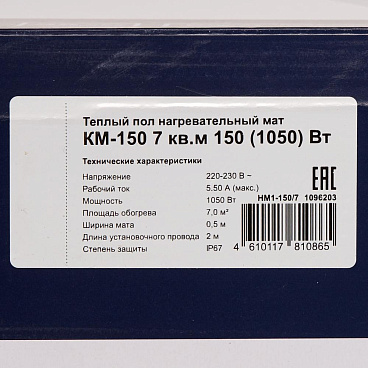 Теплый пол нагревательный мат
КМ-150 7 кв.м 150 (1050) Вт
Технические характеристики
Напряжение 220-230 В ~
Рабочий ток 5.50 А (макс.)
Мощность 1050 Вт
Площадь обогрева 7,0 м²
Ширина мата 0,5 м
Длина установочного провода 2 м
Степень защиты IP67
EAC
НМ1-150/7 1096203
4 610117 810865